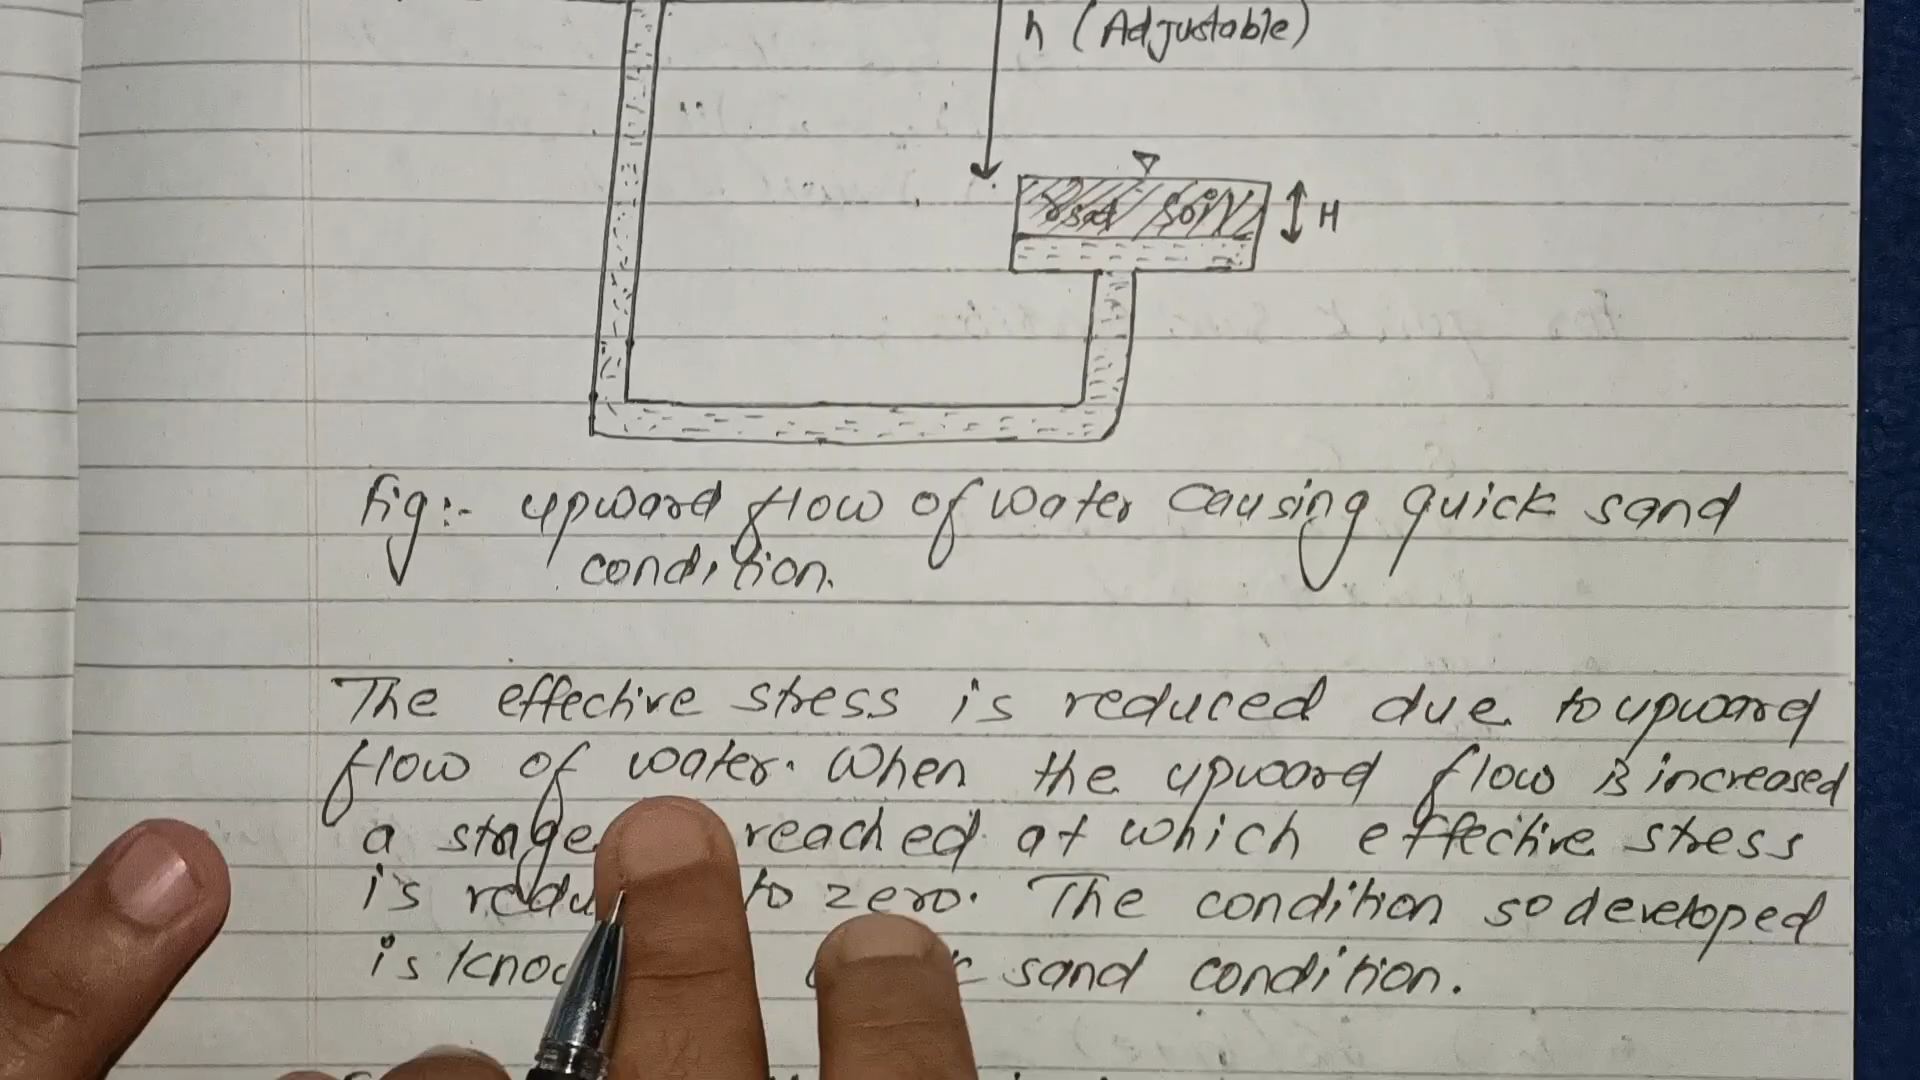 h (Adjustable)
γsat soil
H
fig:- upward flow of water causing quick sand
condition.
The effective stress is reduced due to upward
flow of water. When the upward flow is increased
a stage reached at which effective stress
is to zero. The condition so developed
is sand condition.